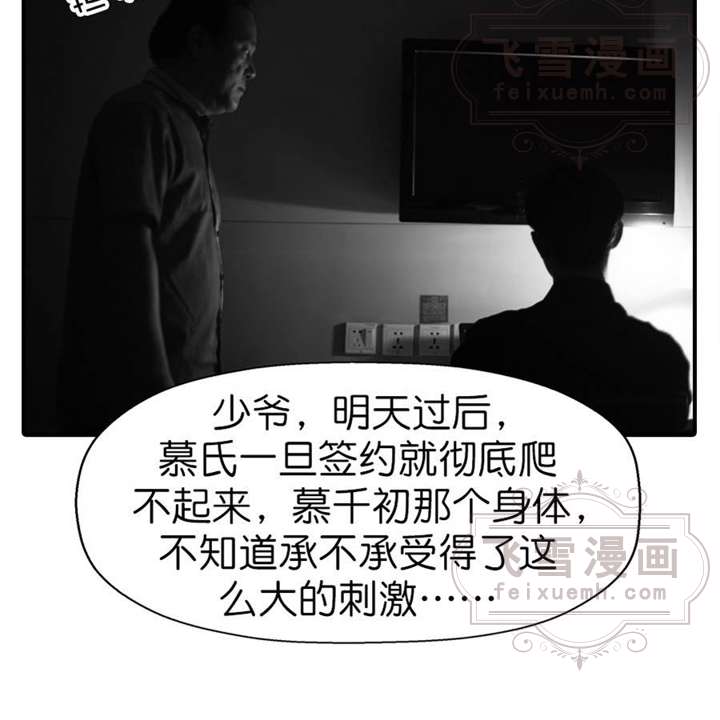 飞雪漫画
feixuemh.com
少爷，明天过后，
慕氏一旦签约就彻底爬
不起来，慕千初那个身体，
不知道承不承受得了这
么大的刺激……
飞雪漫画
feixuemh.com